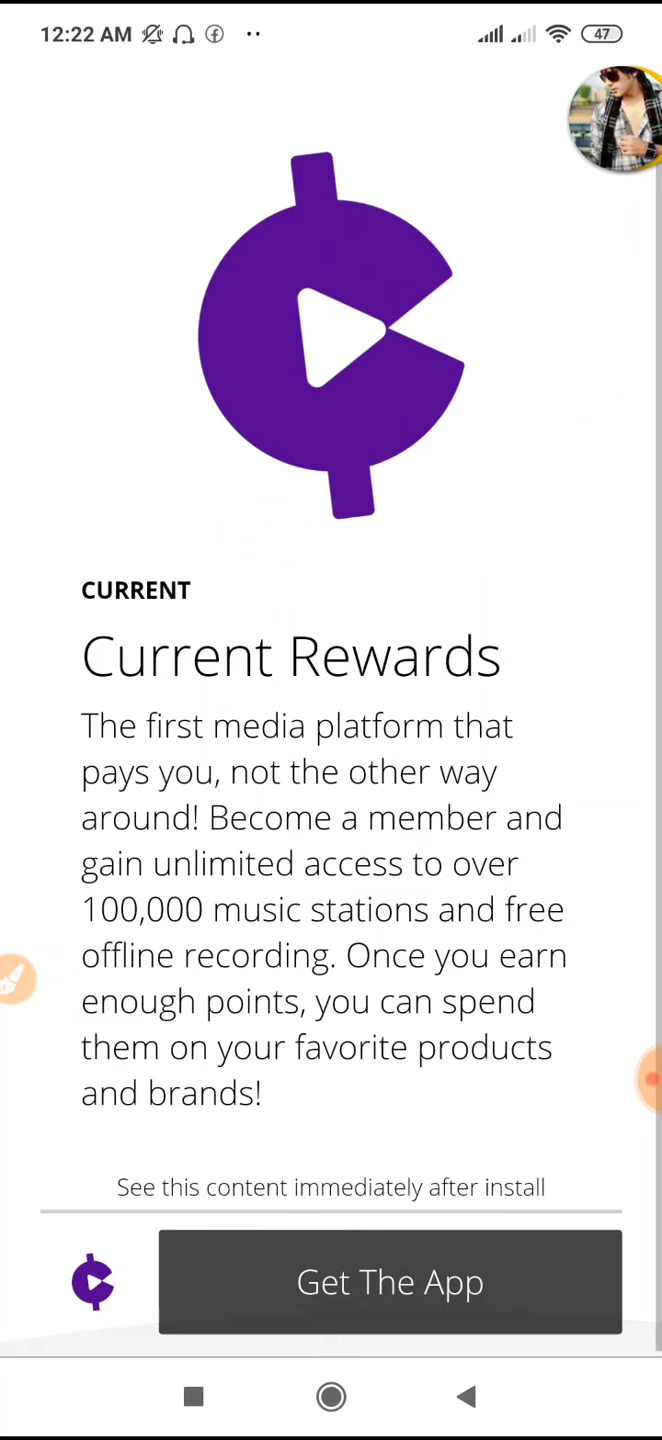 12:22 AM
47
CURRENT
Current Rewards
The first media platform that
pays you, not the other way
around! Become a member and
gain unlimited access to over
100,000 music stations and free
offline recording. Once you earn
enough points, you can spend
them on your favorite products
and brands!
See this content immediately after install
Get The App